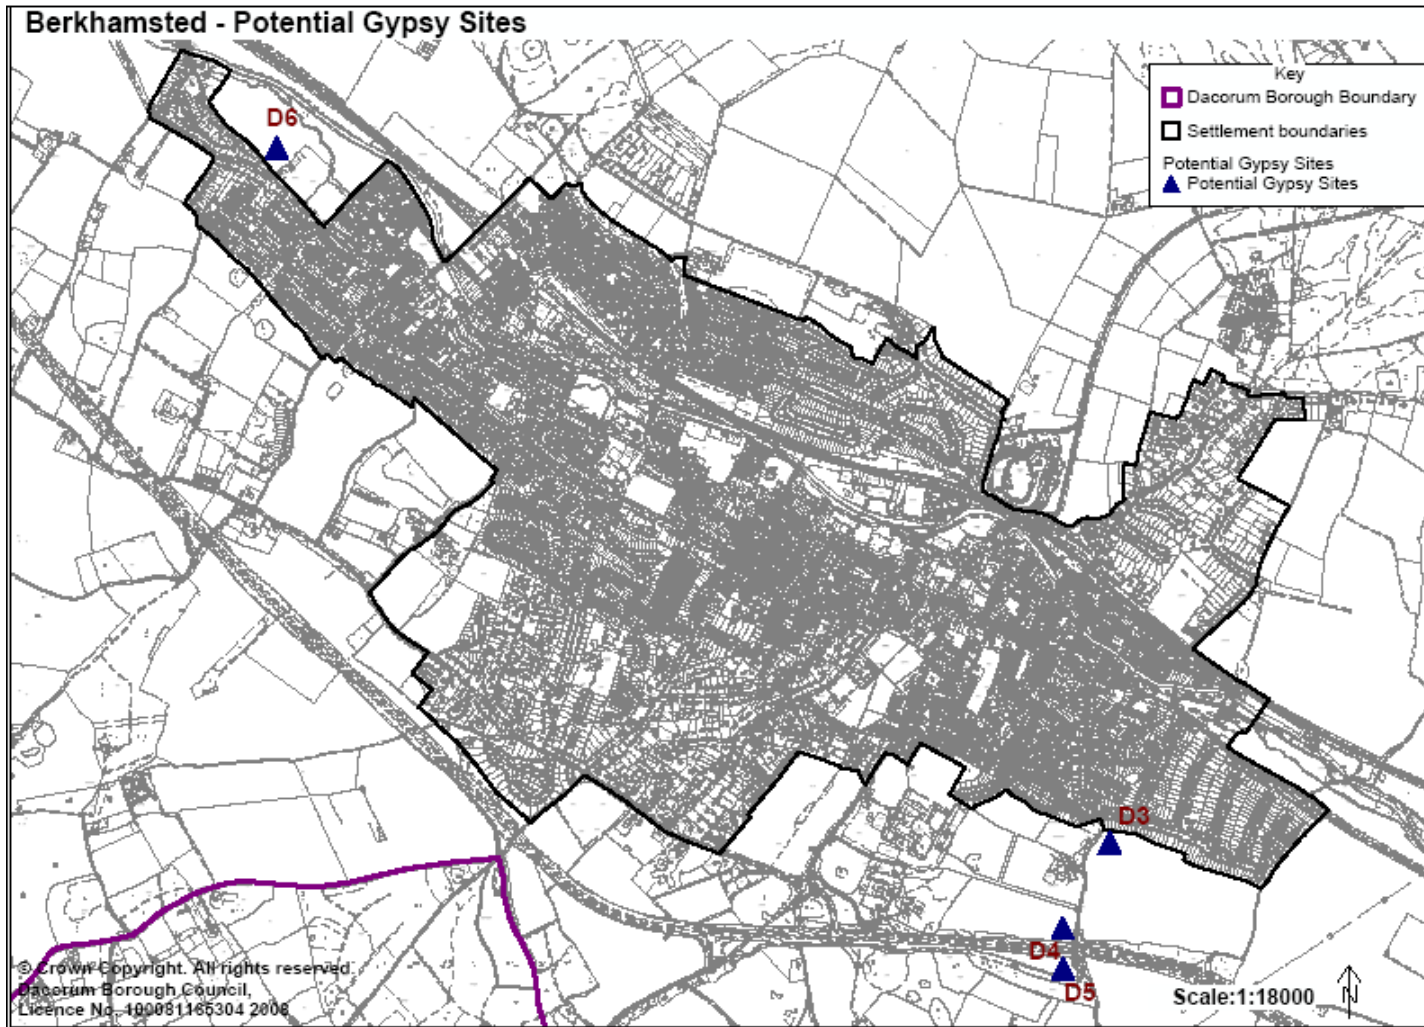 Berkhamsted - Potential Gypsy Sites
Key
Dacorum Borough Boundary
Settlement boundaries
Potential Gypsy Sites
Potential Gypsy Sites
D6
D3
D4
D5
© Crown Copyright. All rights reserved.
Dacorum Borough Council,
Licence No. 100081165304 2008
Scale:1:18000
N